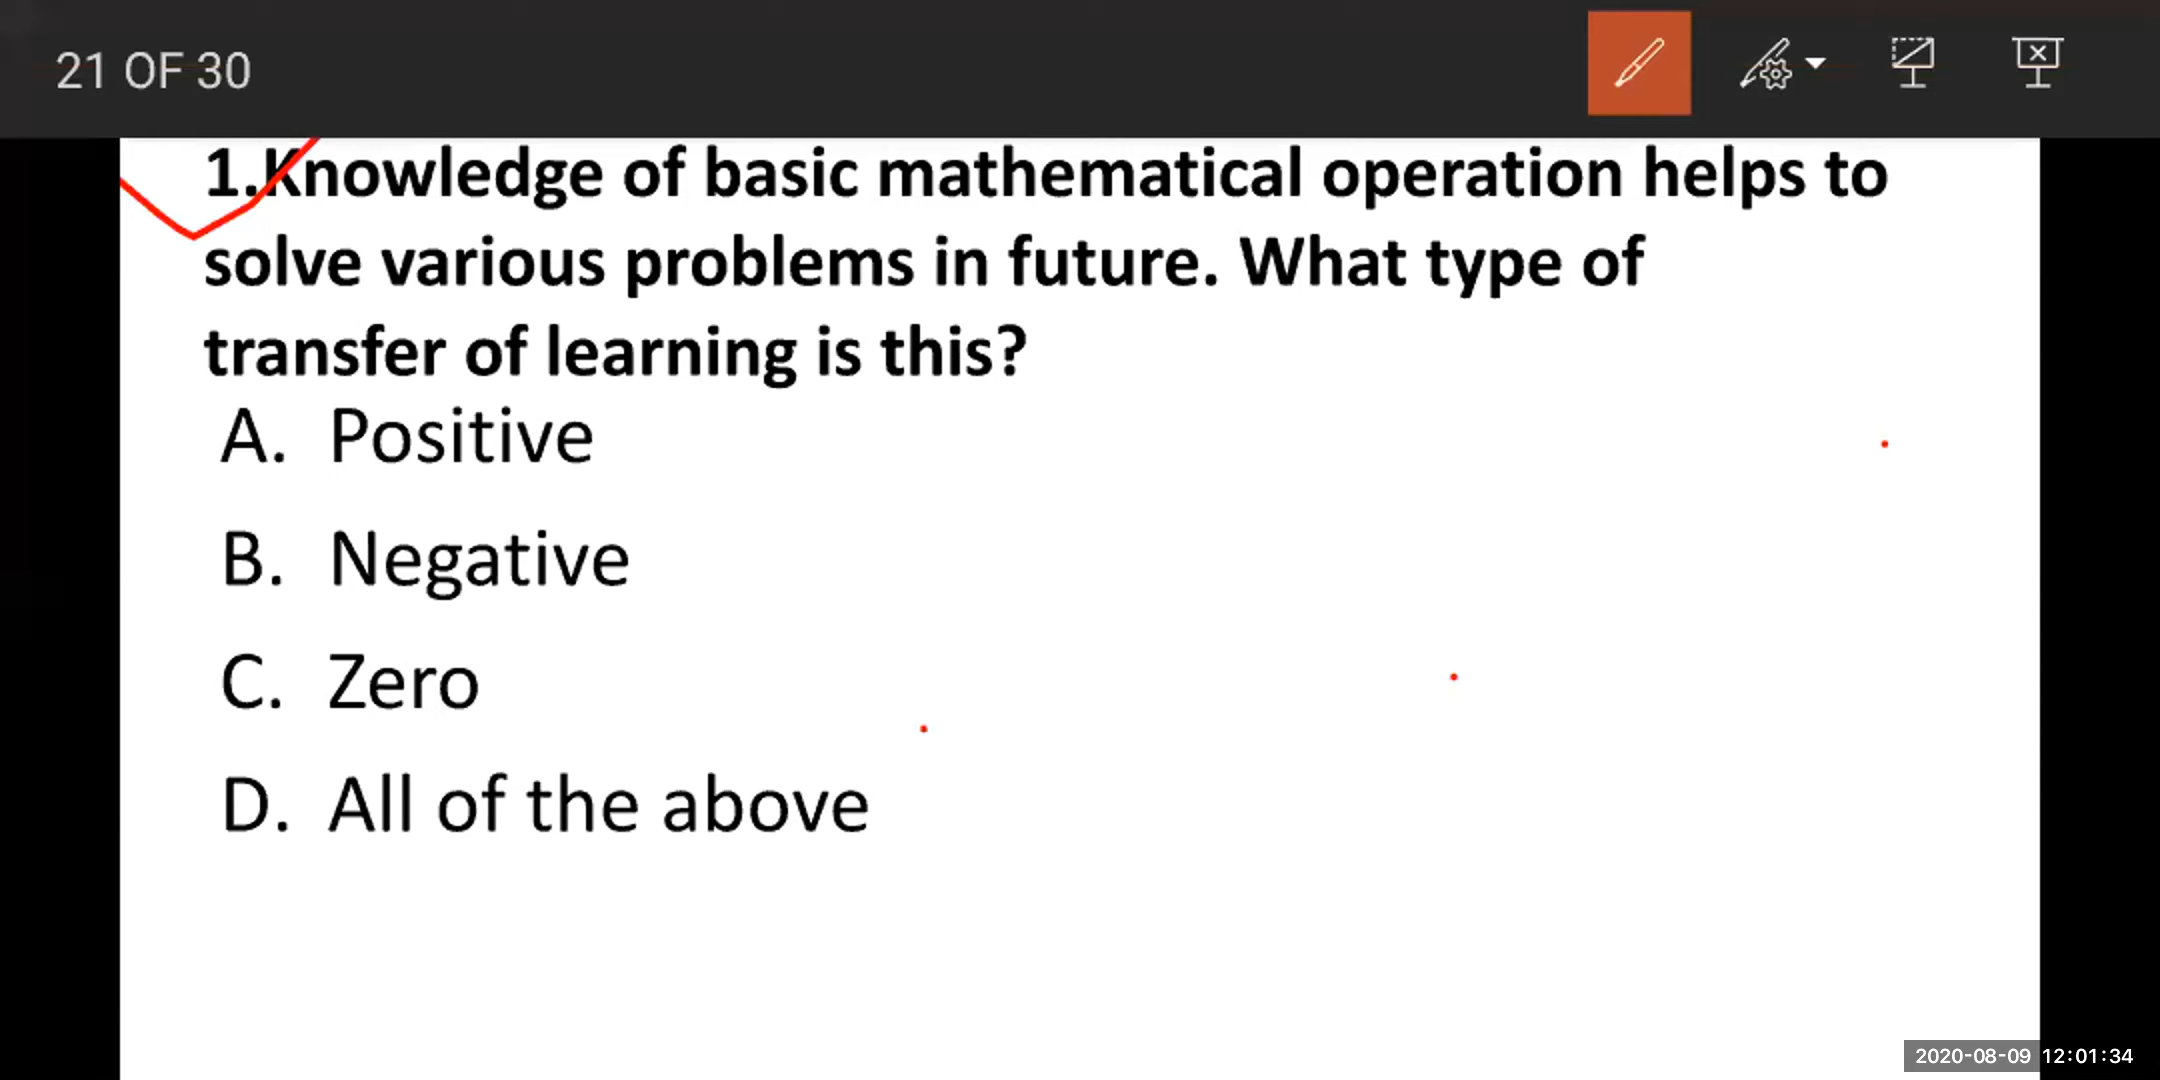 21 OF 30
1.Knowledge of basic mathematical operation helps to
solve various problems in future. What type of
transfer of learning is this?
A. Positive
B. Negative
C. Zero
D. All of the above
2020-08-09 12:01:34